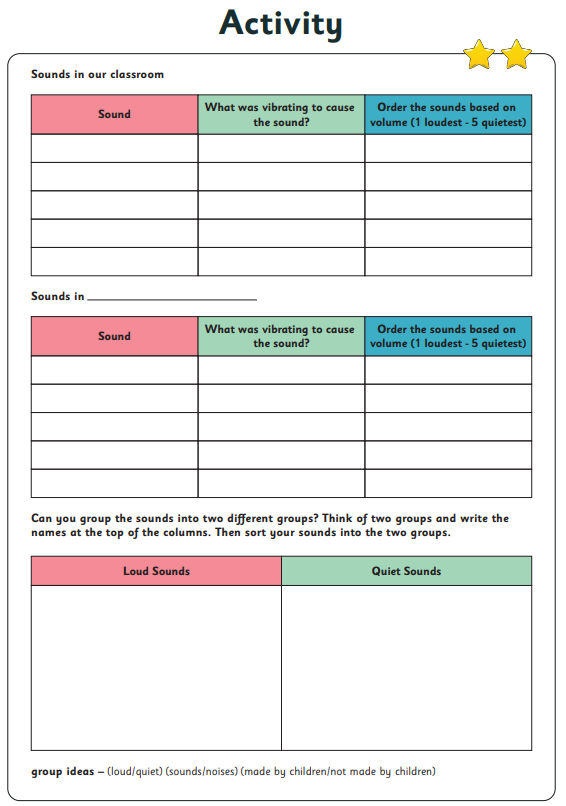 Activity
Sounds in our classroom
Sound
What was vibrating to cause
the sound?
Order the sounds based on
volume (1 loudest - 5 quietest)
Sounds in
Sound
What was vibrating to cause
the sound?
Order the sounds based on
volume (1 loudest - 5 quietest)
Can you group the sounds into two different groups? Think of two groups and write the
names at the top of the columns. Then sort your sounds into the two groups.
Loud Sounds
Quiet Sounds
group ideas – (loud/quiet) (sounds/noises) (made by children/not made by children)